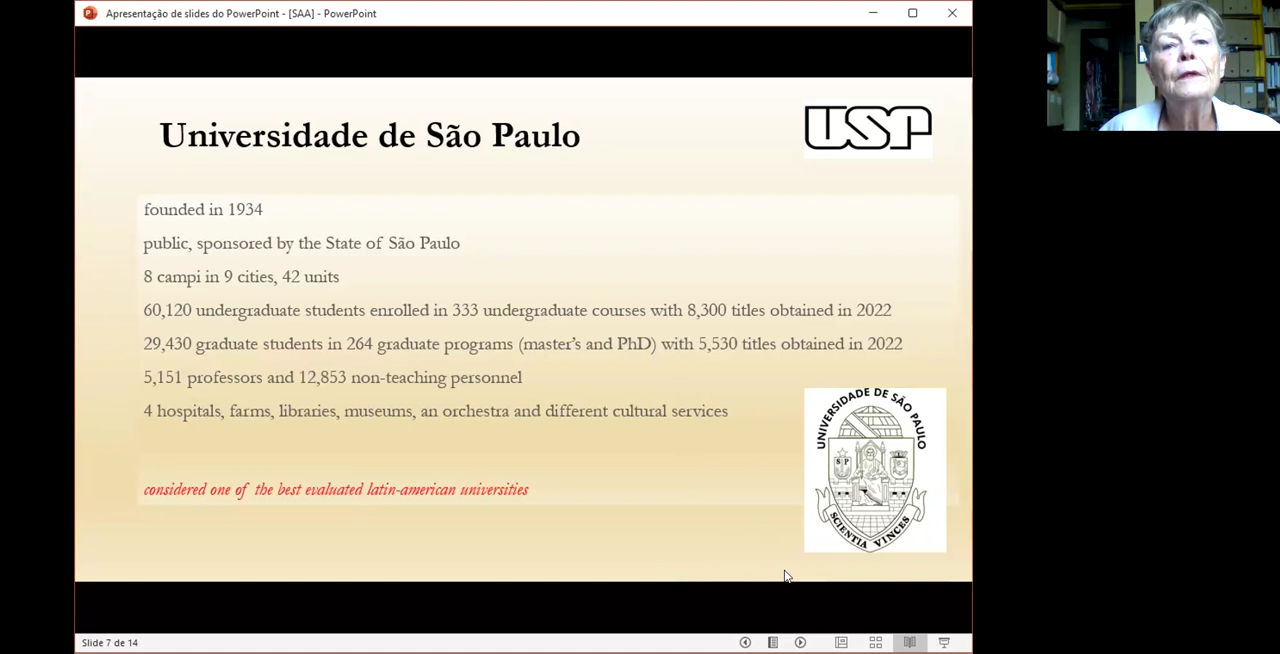 Apresentação de slides do PowerPoint - [SAA] - PowerPoint
Universidade de São Paulo
USP
founded in 1934
public, sponsored by the State of São Paulo
8 campi in 9 cities, 42 units
60,120 undergraduate students enrolled in 333 undergraduate courses with 8,300 titles obtained in 2022
29,430 graduate students in 264 graduate programs (master's and PhD) with 5,530 titles obtained in 2022
5,151 professors and 12,853 non-teaching personnel
4 hospitals, farms, libraries, museums, an orchestra and different cultural services
considered one of the best evaluated latin-american universities
UNIVERSIDADE DE SÃO PAULO
S P
SCIENTIA VINCES
Slide 7 de 14